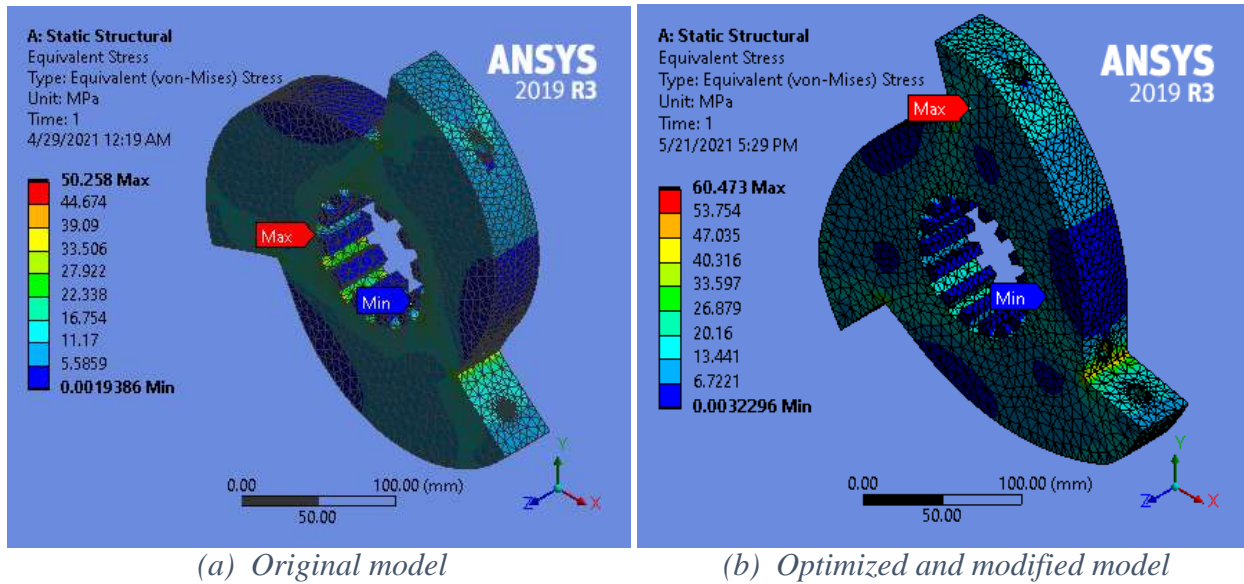 A: Static Structural
Equivalent Stress
Type: Equivalent (von-Mises) Stress
Unit: MPa
Time: 1
4/29/2021 12:19 AM
ANSYS
2019 R3
50.258 Max
44.674
39.09
33.506
27.922
22.338
16.754
11.17
5.5859
0.0019386 Min
Max
Min
0.00
100.00 (mm)
50.00
Y
Z
X
(a) Original model
A: Static Structural
Equivalent Stress
Type: Equivalent (von-Mises) Stress
Unit: MPa
Time: 1
5/21/2021 5:29 PM
ANSYS
2019 R3
60.473 Max
53.754
47.035
40.316
33.597
26.879
20.16
13.441
6.7221
0.0032296 Min
Max
Min
0.00
100.00 (mm)
50.00
Y
Z
X
(b) Optimized and modified model